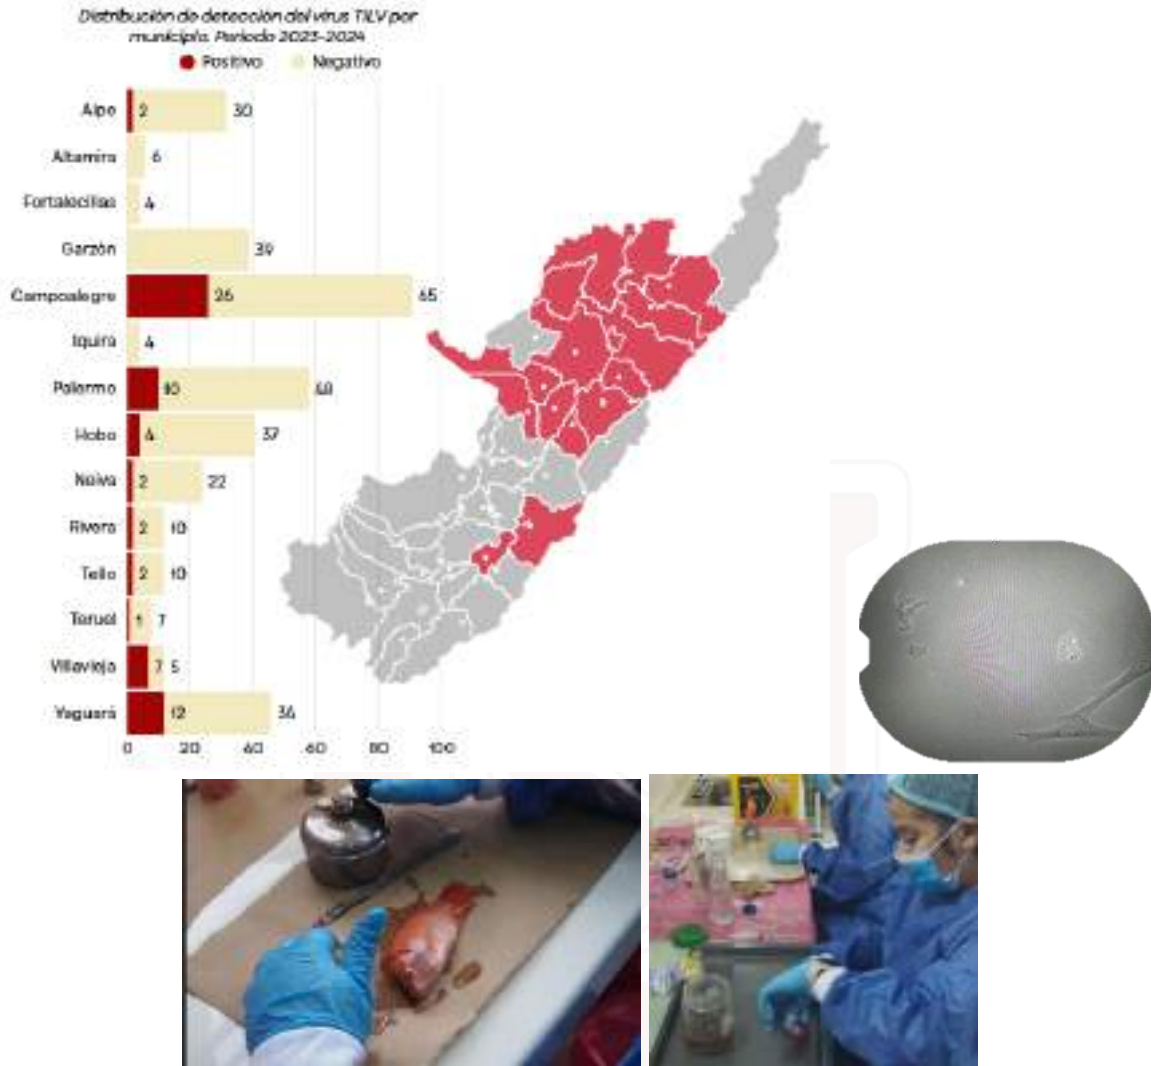 Distribución de detección del virus TILV por
municipio. Periodo 2023-2024
Positivo Negativo
Aipe 2 30
Altamira 6
Fortalecillas 4
Garzón 39
Campoalegre 26 65
Iquira 4
Palermo 10 48
Hobo 4 37
Neiva 2 22
Rivera 2 10
Tello 2 10
Teruel 1 7
Villavieja 7 5
Yaguará 12 34
0 20 40 60 80 100